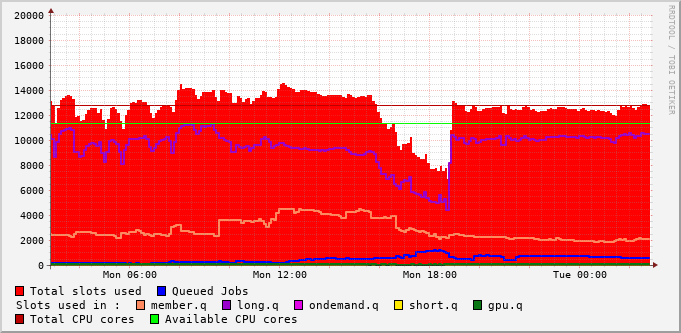 20000
18000
16000
14000
12000
10000
8000
6000
4000
2000
0
RRDTOOL / TOBI OETIKER
Mon 06:00 Mon 12:00 Mon 18:00 Tue 00:00
Total slots used Queued Jobs
Slots used in : member.q long.q ondemand.q short.q gpu.q
Total CPU cores Available CPU cores